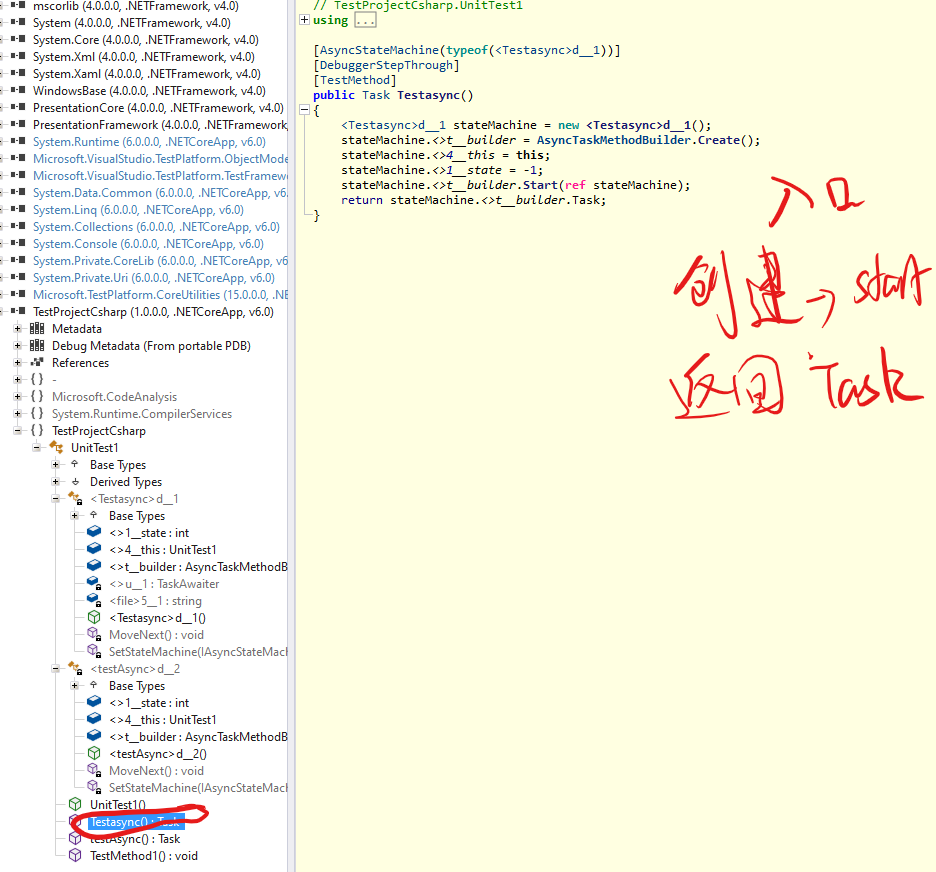 mscorlib (4.0.0.0, .NETFramework, v4.0)
System (4.0.0.0, .NETFramework, v4.0)
System.Core (4.0.0.0, .NETFramework, v4.0)
System.Xml (4.0.0.0, .NETFramework, v4.0)
System.Xaml (4.0.0.0, .NETFramework, v4.0)
WindowsBase (4.0.0.0, .NETFramework, v4.0)
PresentationCore (4.0.0.0, .NETFramework, v4.0)
PresentationFramework (4.0.0.0, .NETFramework,
System.Runtime (6.0.0.0, .NETCoreApp, v6.0)
Microsoft.VisualStudio.TestPlatform.ObjectMode
Microsoft.VisualStudio.TestPlatform.TestFramew
System.Data.Common (6.0.0.0, .NETCoreApp, v6.
System.Linq (6.0.0.0, .NETCoreApp, v6.0)
System.Collections (6.0.0.0, .NETCoreApp, v6.0)
System.Console (6.0.0.0, .NETCoreApp, v6.0)
System.Private.CoreLib (6.0.0.0, .NETCoreApp, v6
System.Private.Uri (6.0.0.0, .NETCoreApp, v6.0)
Microsoft.TestPlatform.CoreUtilities (15.0.0.0, .NE
TestProjectCsharp (1.0.0.0, .NETCoreApp, v6.0)
Metadata
Debug Metadata (From portable PDB)
References
{ } -
{ } Microsoft.CodeAnalysis
{ } System.Runtime.CompilerServices
{ } TestProjectCsharp
UnitTest1
Base Types
Derived Types
<Testasync>d__1
Base Types
<>1__state : int
<>4__this : UnitTest1
<>t__builder : AsyncTaskMethodB
<>u__1 : TaskAwaiter
<file>5__1 : string
<Testasync>d__1()
MoveNext() : void
SetStateMachine(IAsyncStateMach
<testAsync>d__2
Base Types
<>1__state : int
<>4__this : UnitTest1
<>t__builder : AsyncTaskMethodB
<testAsync>d__2()
MoveNext() : void
SetStateMachine(IAsyncStateMach
UnitTest1()
Testasync() : Task
testAsync() : Task
TestMethod1() : void
// TestProjectCsharp.UnitTest1
using ...
[AsyncStateMachine(typeof(<Testasync>d__1))]
[DebuggerStepThrough]
[TestMethod]
public Task Testasync()
{
<Testasync>d__1 stateMachine = new <Testasync>d__1();
stateMachine.<>t__builder = AsyncTaskMethodBuilder.Create();
stateMachine.<>4__this = this;
stateMachine.<>1__state = -1;
stateMachine.<>t__builder.Start(ref stateMachine);
return stateMachine.<>t__builder.Task;
}
入口
创建→start
返回 Task